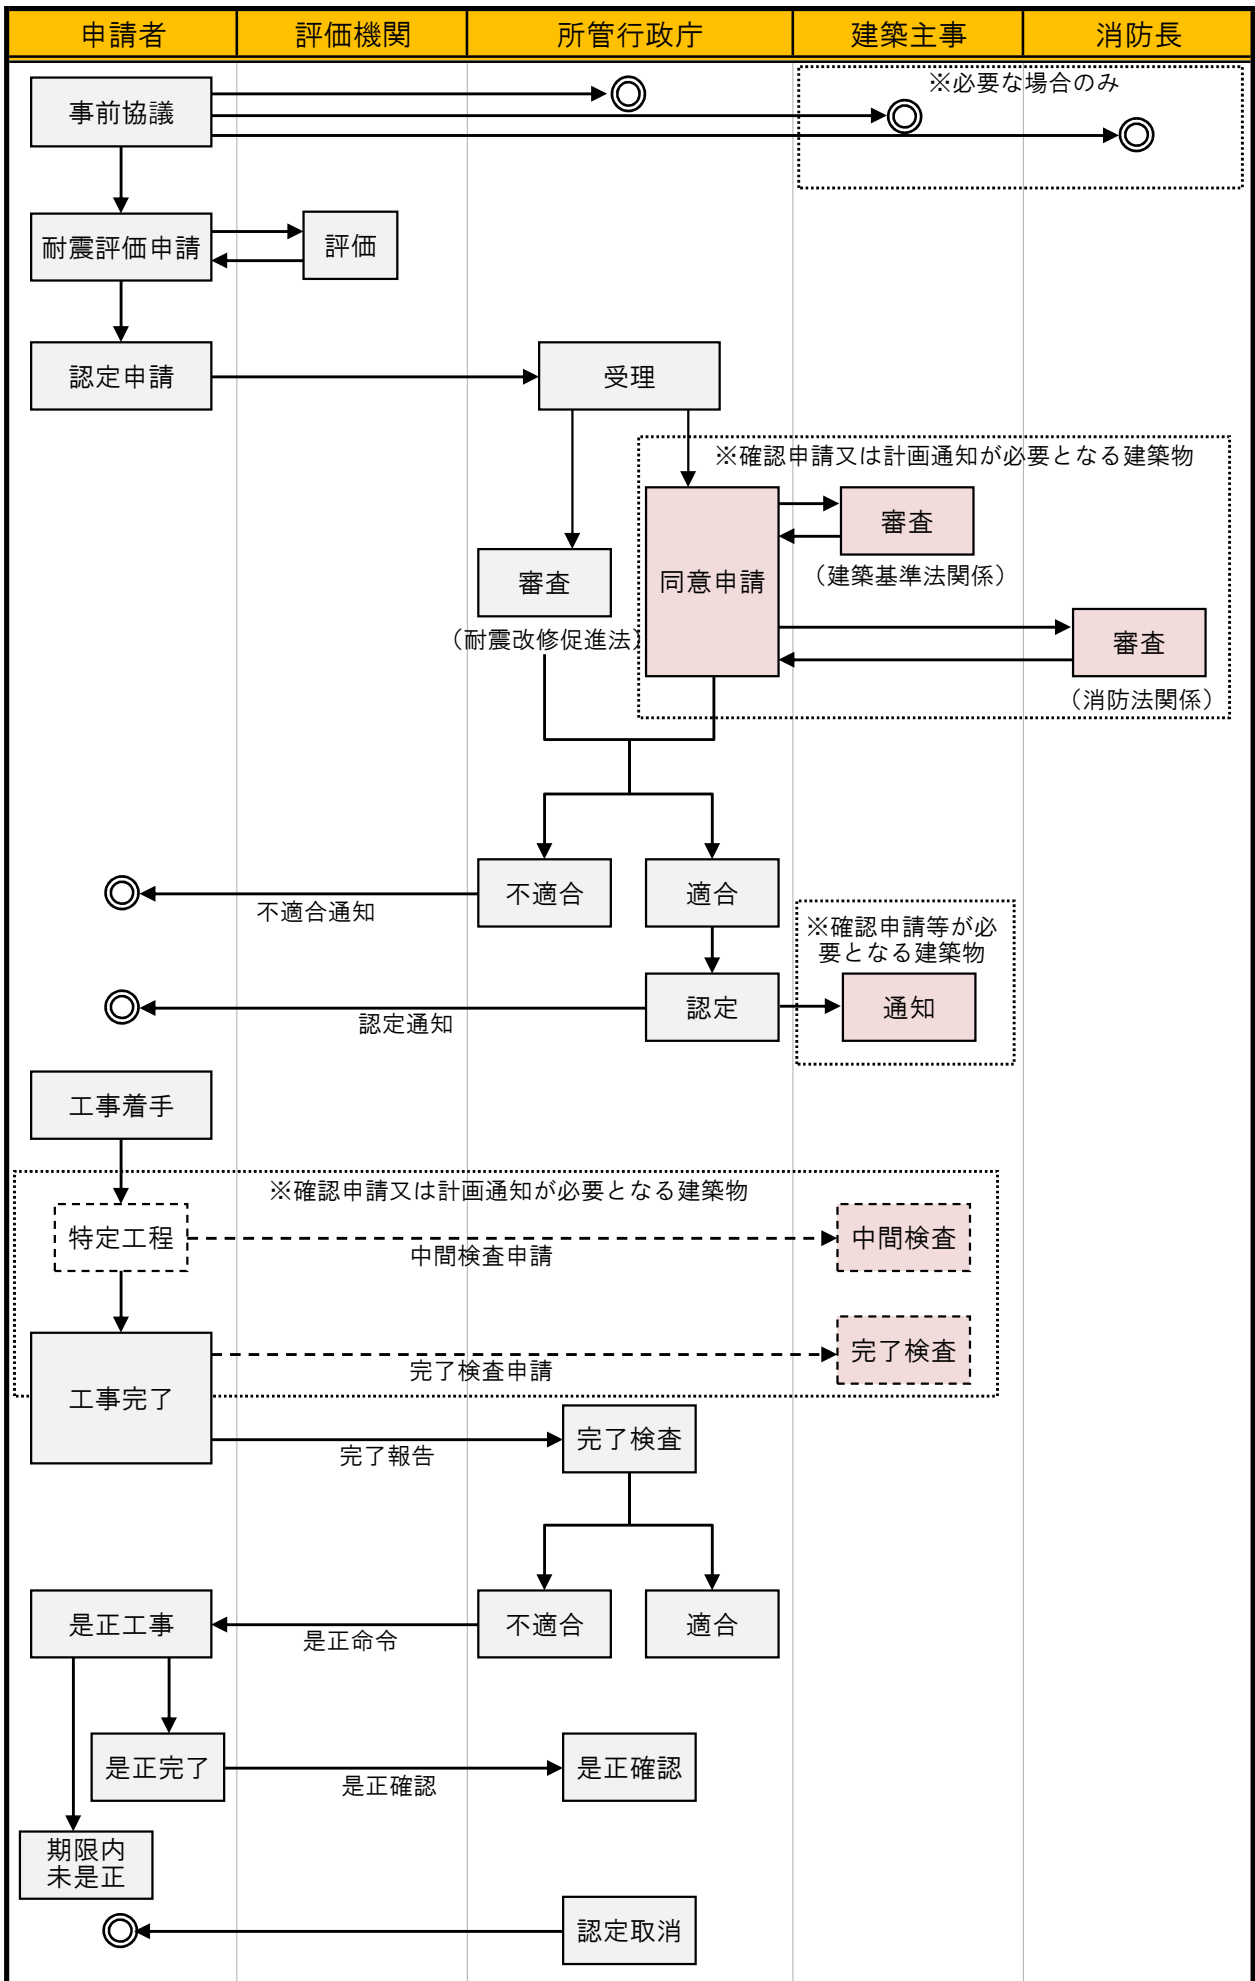 申請者
評価機関
所管行政庁
建築主事
消防長
※必要な場合のみ
事前協議
耐震評価申請
評価
認定申請
受理
※確認申請又は計画通知が必要となる建築物
審査
(建築基準法関係)
同意申請
審査
(耐震改修促進法)
審査
(消防法関係)
不適合
適合
不適合通知
※確認申請等が必
要となる建築物
認定
通知
認定通知
工事着手
※確認申請又は計画通知が必要となる建築物
特定工程
中間検査申請
中間検査
完了検査
完了検査申請
工事完了
完了報告
完了検査
是正工事
是正命令
不適合
適合
是正完了
是正確認
是正確認
期限内
未是正
認定取消